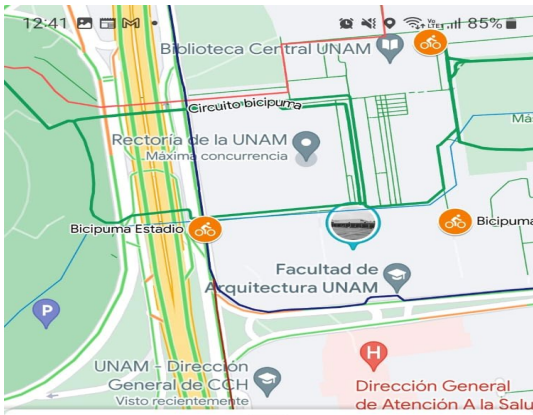 12:41
85%
Biblioteca Central UNAM
Circuito bicipuma
Má
Rectoría de la UNAM
Máxima concurrencia
Bicipuma Estadio
Bicipuma
Facultad de
Arquitectura UNAM
P
H
UNAM - Dirección
General de CCH
Visto recientemente
Dirección General
de Atención A la Salu